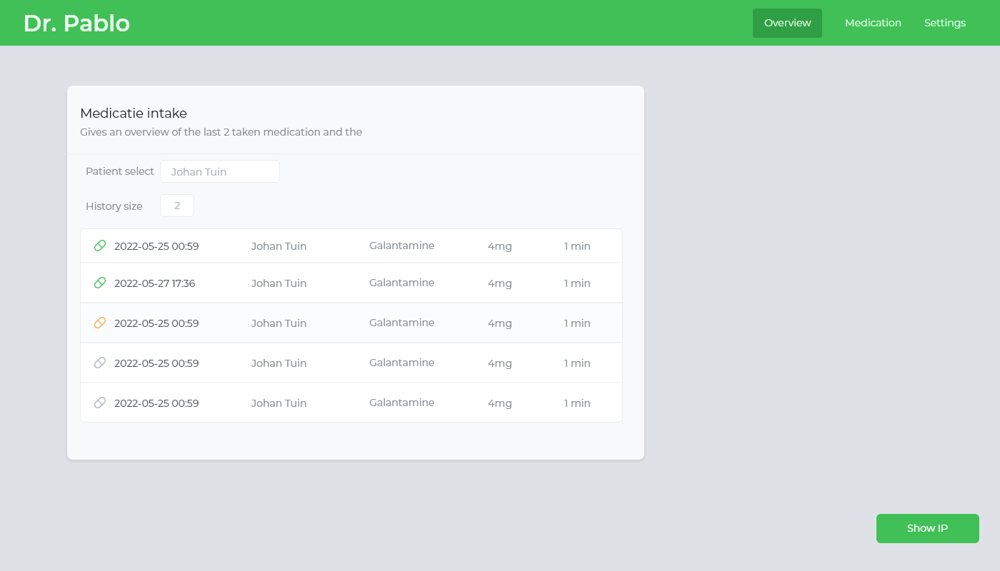 Dr. Pablo
Overview Medication Settings
Medicatie intake
Gives an overview of the last 2 taken medication and the
Patient select Johan Tuin
History size 2
2022-05-25 00:59 Johan Tuin Galantamine 4mg 1 min
2022-05-27 17:36 Johan Tuin Galantamine 4mg 1 min
2022-05-25 00:59 Johan Tuin Galantamine 4mg 1 min
2022-05-25 00:59 Johan Tuin Galantamine 4mg 1 min
2022-05-25 00:59 Johan Tuin Galantamine 4mg 1 min
Show IP